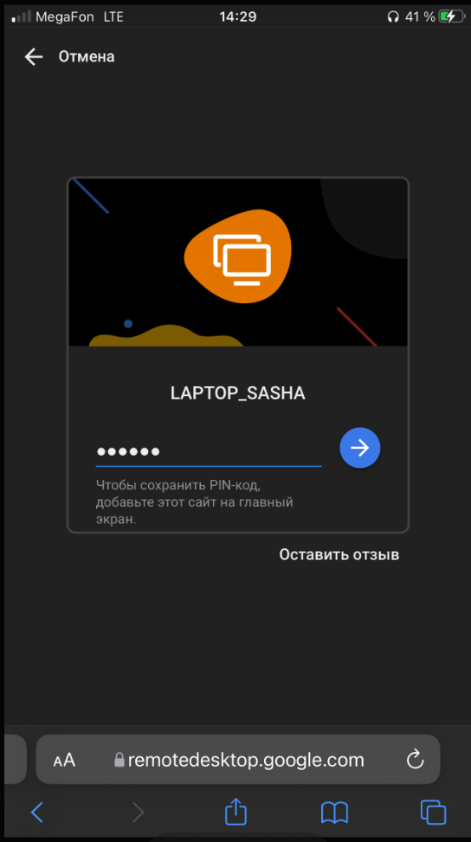 MegaFon LTE 14:29 41 %
Отмена
LAPTOP_SASHA
••••••
Чтобы сохранить PIN-код,
добавьте этот сайт на главный
экран.
Оставить отзыв
AA remotedesktop.google.com